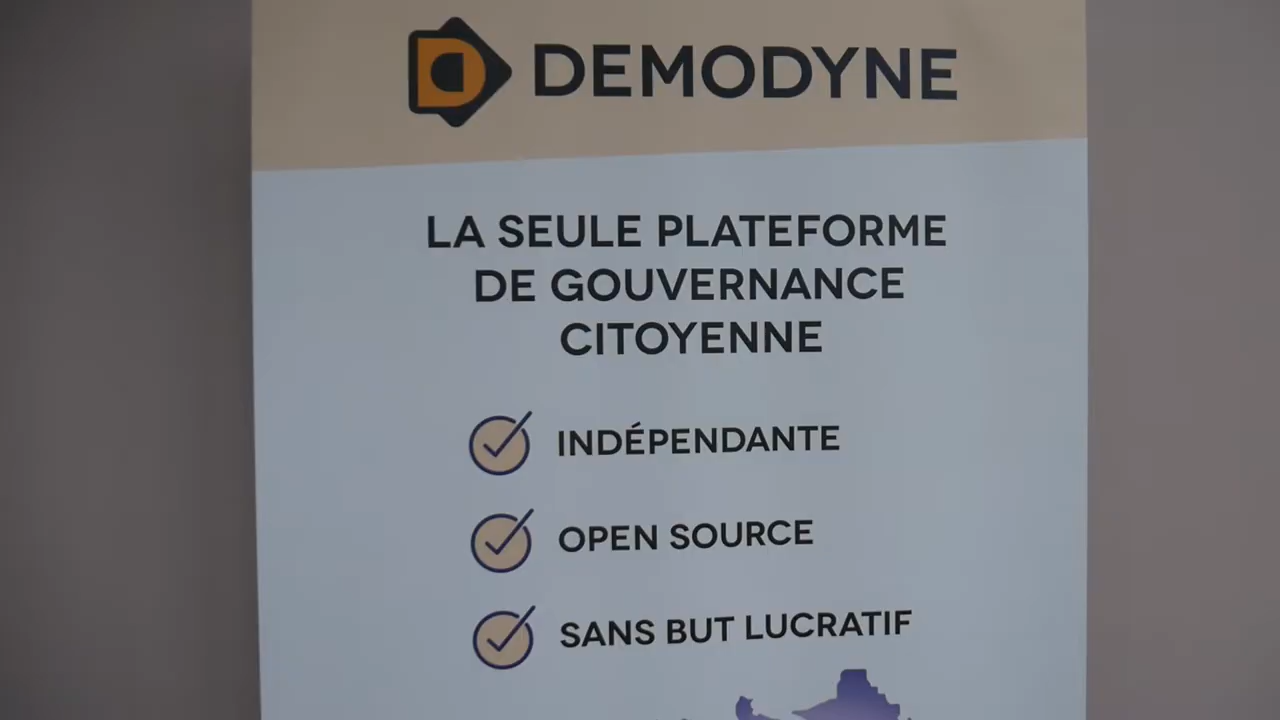 DEMODYNE
LA SEULE PLATEFORME
DE GOUVERNANCE
CITOYENNE
INDÉPENDANTE
OPEN SOURCE
SANS BUT LUCRATIF